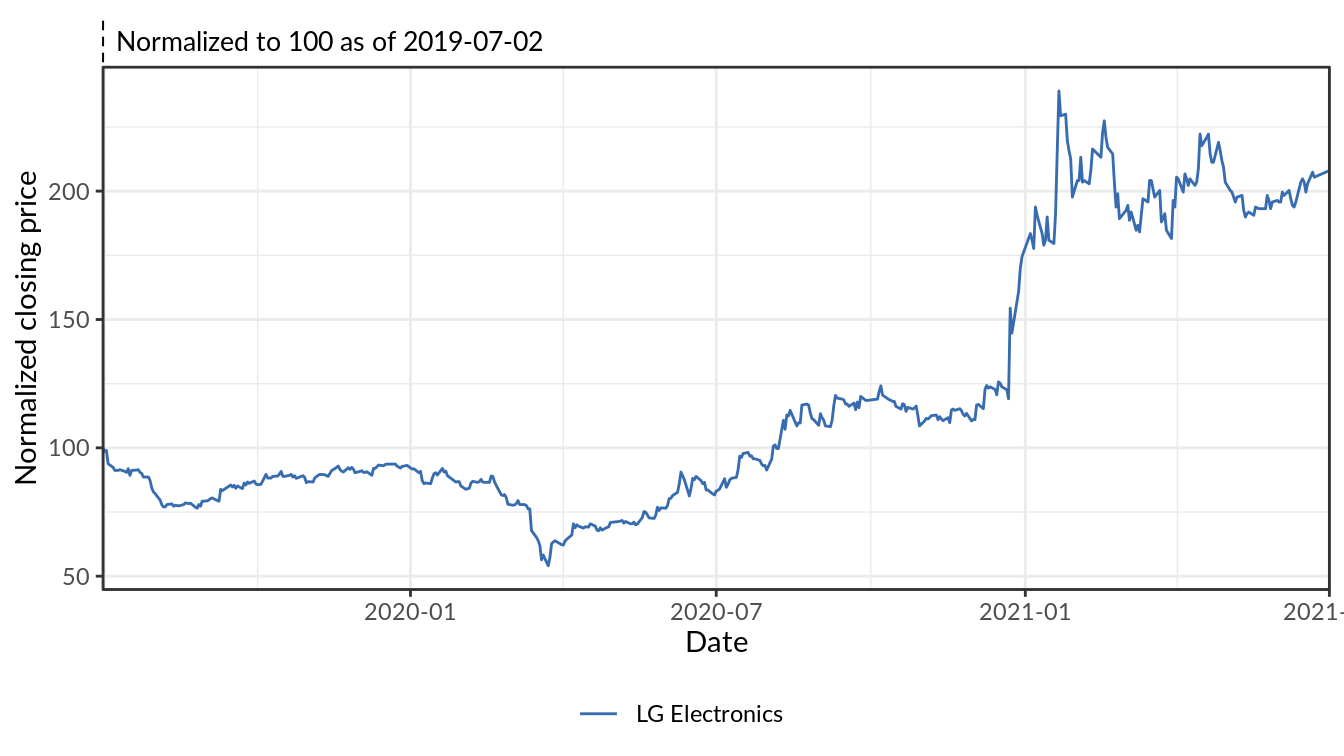 Normalized to 100 as of 2019-07-02
Normalized closing price
200
150
100
50
2020-01 2020-07 2021-01 2021-
Date
LG Electronics